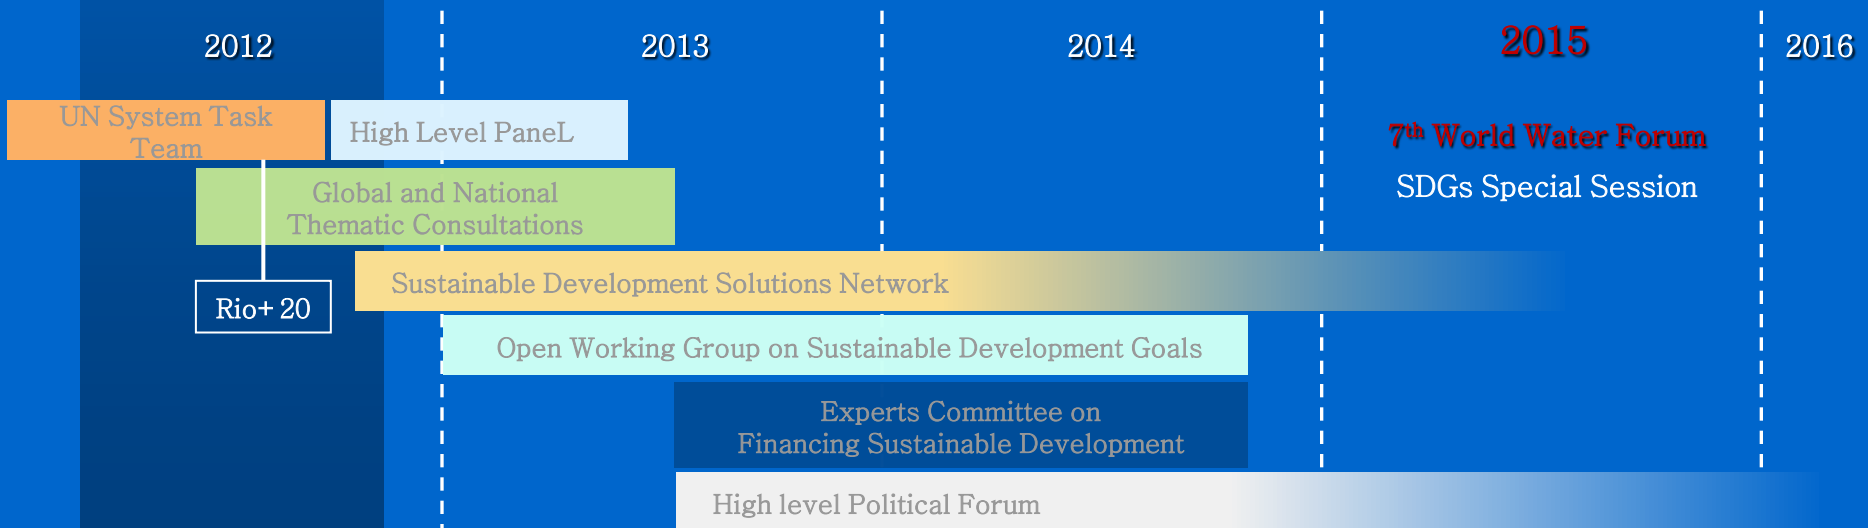 2012
2013
2014
2015
2016
UN System Task
Team
High Level PaneL
7th World Water Forum
SDGs Special Session
Global and National
Thematic Consultations
Sustainable Development Solutions Network
Rio+ 20
Open Working Group on Sustainable Development Goals
Experts Committee on
Financing Sustainable Development
High level Political Forum